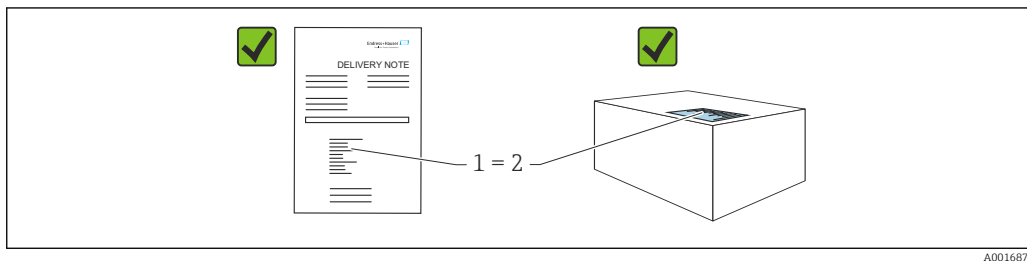 Endress+Hauser
DELIVERY NOTE
1 = 2
A001687